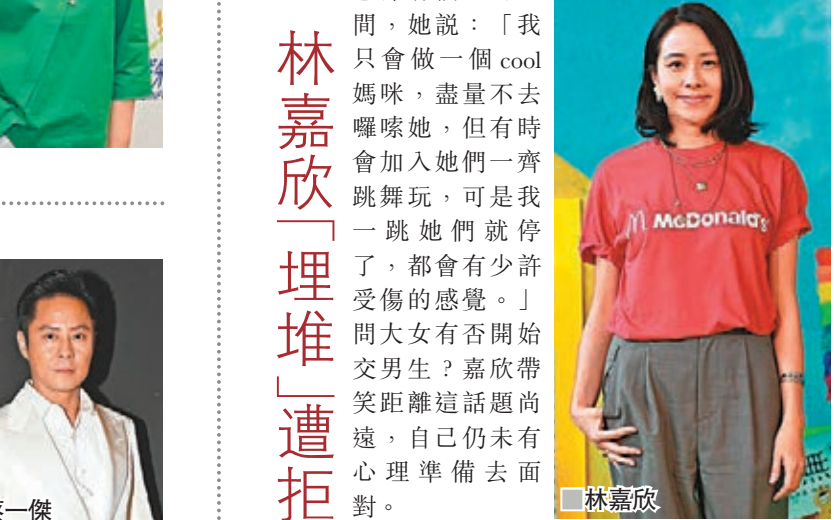 林嘉欣「埋堆」遭拒
間，她說：「我
只會做一個 cool
媽咪，盡量不去
囉嗦她，但有時
會加入她們一齊
跳舞玩，可是我
一跳她們就停
了，都會有少許
受傷的感覺。」
問大女有否開始
交男生？嘉欣帶
笑距離這話題尚
遠，自己仍未有
心理準備去面
對。
McDonald's
林嘉欣
一傑